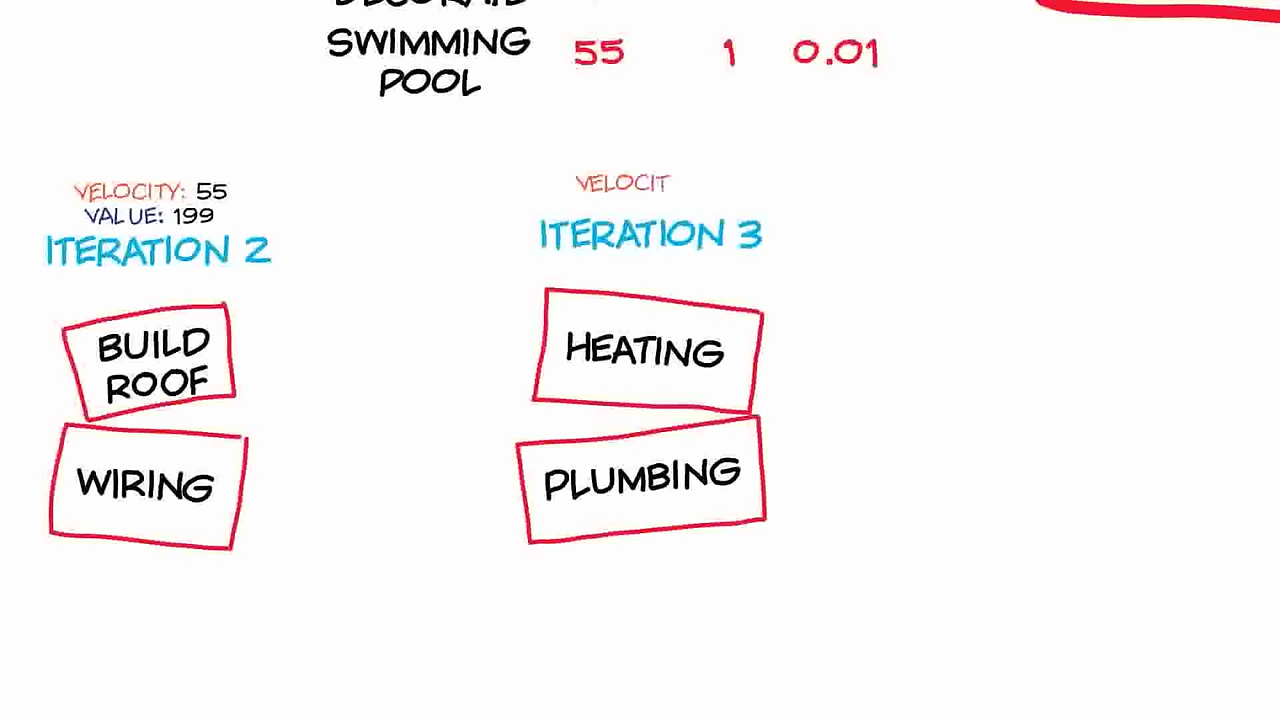 DECORATE
SWIMMING POOL 55 1 0.01
VELOCITY: 55
VALUE: 199
ITERATION 2
BUILD
ROOF
WIRING
VELOCIT
ITERATION 3
HEATING
PLUMBING